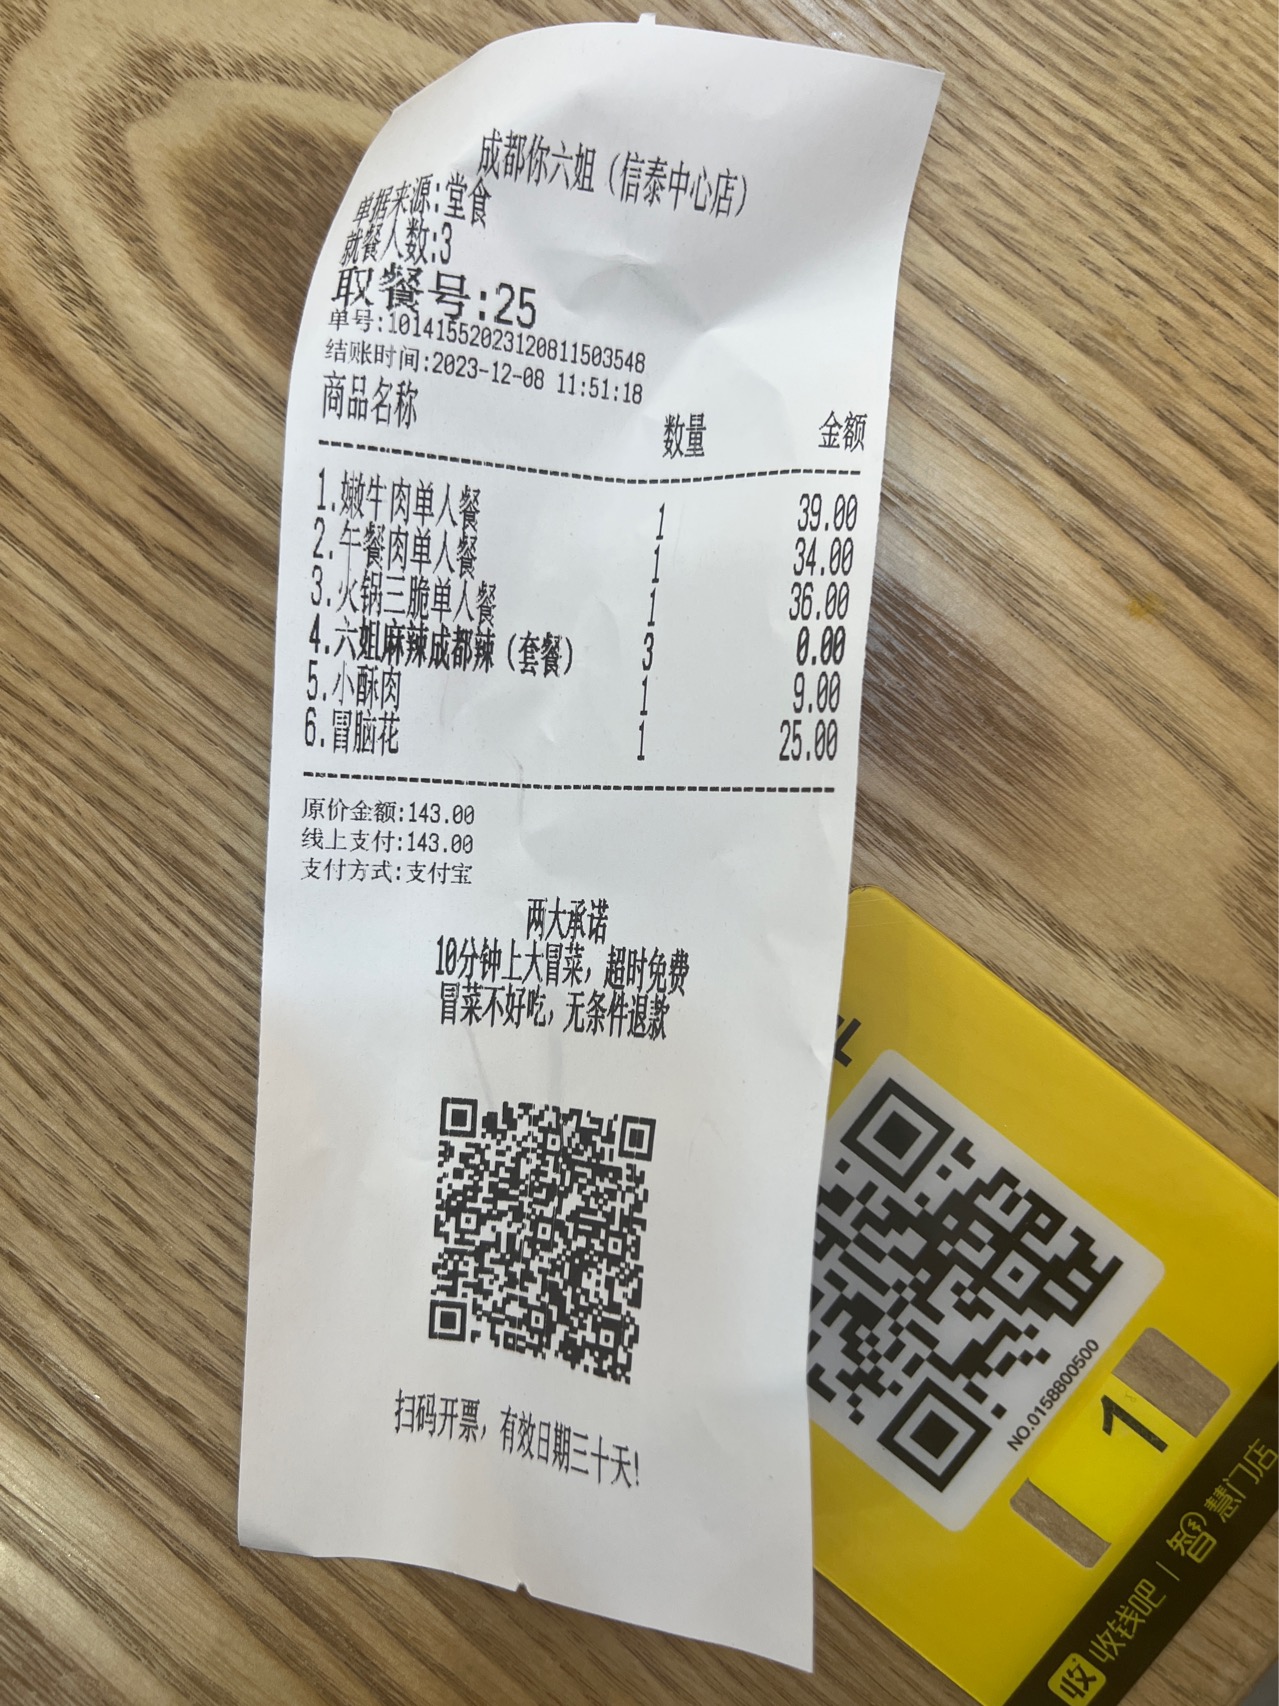 成都你六姐（信泰中心店）
单据来源:堂食
就餐人数:3
取餐号:25
单号:10141552023120811503548
结账时间:2023-12-08 11:51:18
商品名称 数量 金额
1.嫩牛肉单人餐 1 39.00
2.午餐肉单人餐 1 34.00
3.火锅三脆单人餐 1 36.00
4.六姐麻辣成都辣（套餐） 3 0.00
5.小酥肉 1 9.00
6.冒脑花 1 25.00
原价金额:143.00
线上支付:143.00
支付方式:支付宝
两大承诺
10分钟上大冒菜，超时免费
冒菜不好吃，无条件退款
扫码开票，有效日期三十天!
NO.0158800500
1
收 收钱吧 | 智慧门店